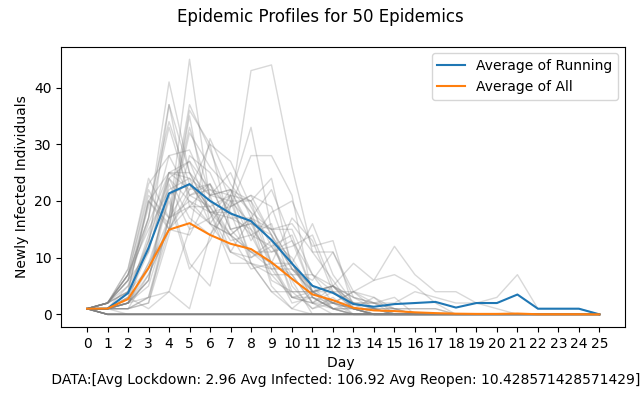 Epidemic Profiles for 50 Epidemics
Average of Running
Average of All
Newly Infected Individuals
40
30
20
10
0
0 1 2 3 4 5 6 7 8 9 10 11 12 13 14 15 16 17 18 19 20 21 22 23 24 25
Day
DATA:[Avg Lockdown: 2.96 Avg Infected: 106.92 Avg Reopen: 10.428571428571429]